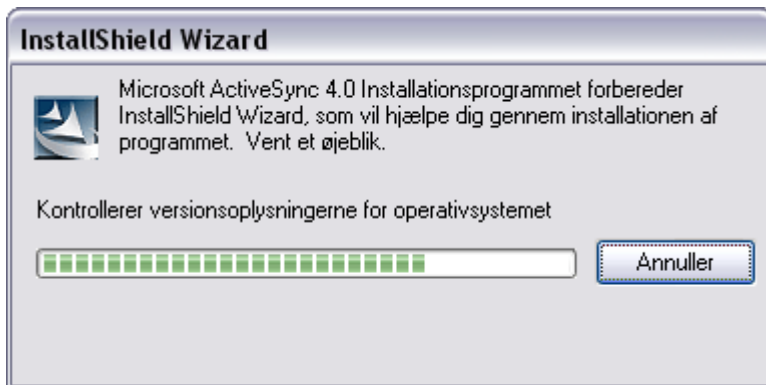 InstallShield Wizard
Microsoft ActiveSync 4.0 Installationsprogrammet forbereder
InstallShield Wizard, som vil hjælpe dig gennem installationen af
programmet. Vent et øjeblik.
Kontrollerer versionsoplysningerne for operativsystemet
Annuller